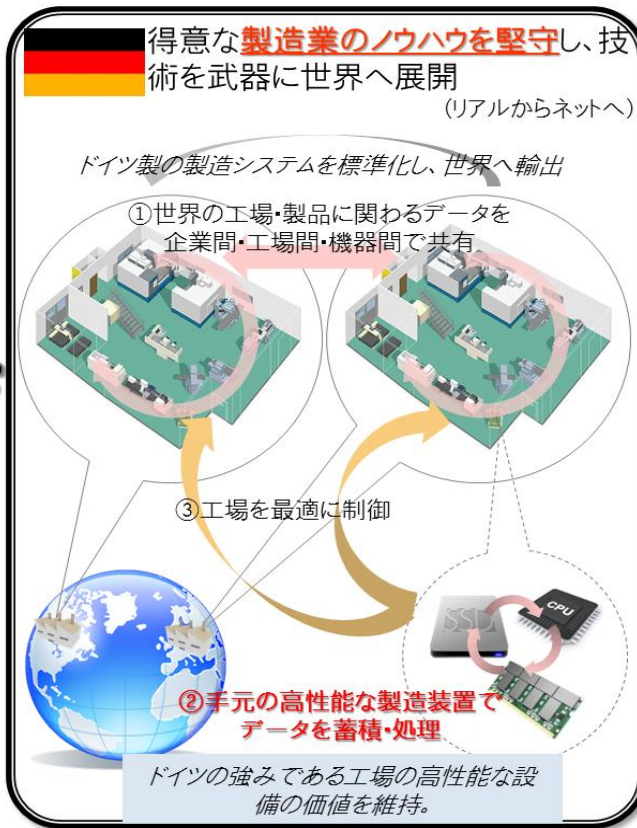 得意な製造業のノウハウを堅守し、技
術を武器に世界へ展開
(リアルからネットへ)
ドイツ製の製造システムを標準化し、世界へ輸出
①世界の工場・製品に関わるデータを
企業間・工場間・機器間で共有
③工場を最適に制御
SSD
CPU
②手元の高性能な製造装置で
データを蓄積・処理
ドイツの強みである工場の高性能な設
備の価値を維持。